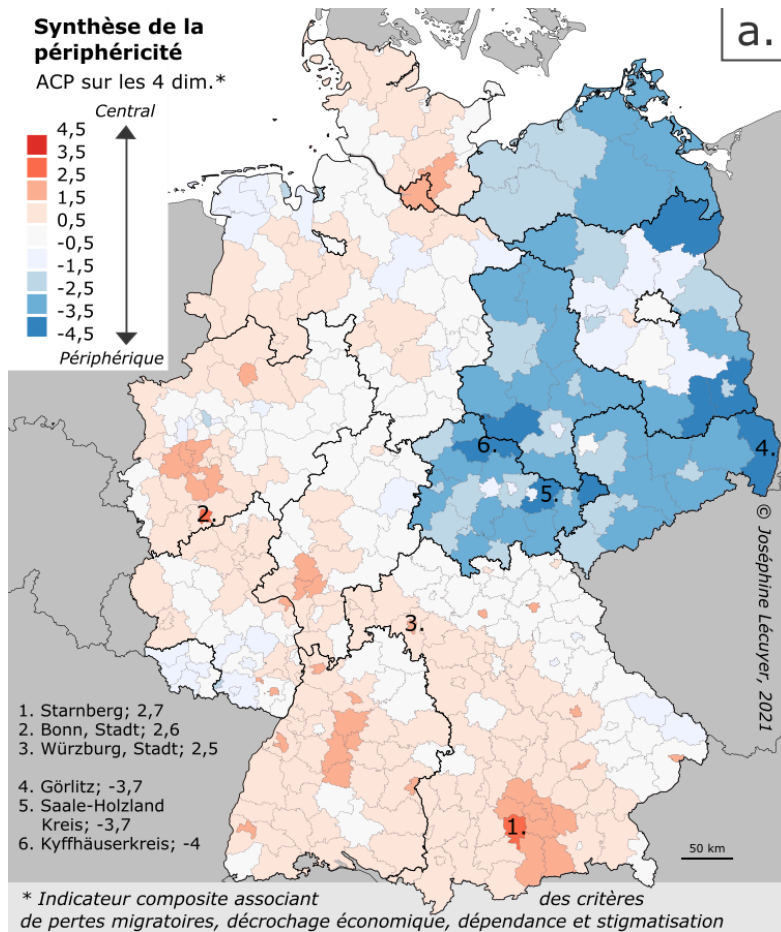 Synthèse de la
périphéricité
ACP sur les 4 dim.*
Central
4,5
3,5
2,5
1,5
0,5
-0,5
-1,5
-2,5
-3,5
-4,5
Périphérique
a.
6.
4.
5.
2.
3.
1.
© Joséphine Lécuyer, 2021
1. Starnberg; 2,7
2. Bonn, Stadt; 2,6
3. Würzburg, Stadt; 2,5
4. Görlitz; -3,7
5. Saale-Holzland
Kreis; -3,7
6. Kyffhäuserkreis; -4
50 km
* Indicateur composite associant des critères
de pertes migratoires, décrochage économique, dépendance et stigmatisation